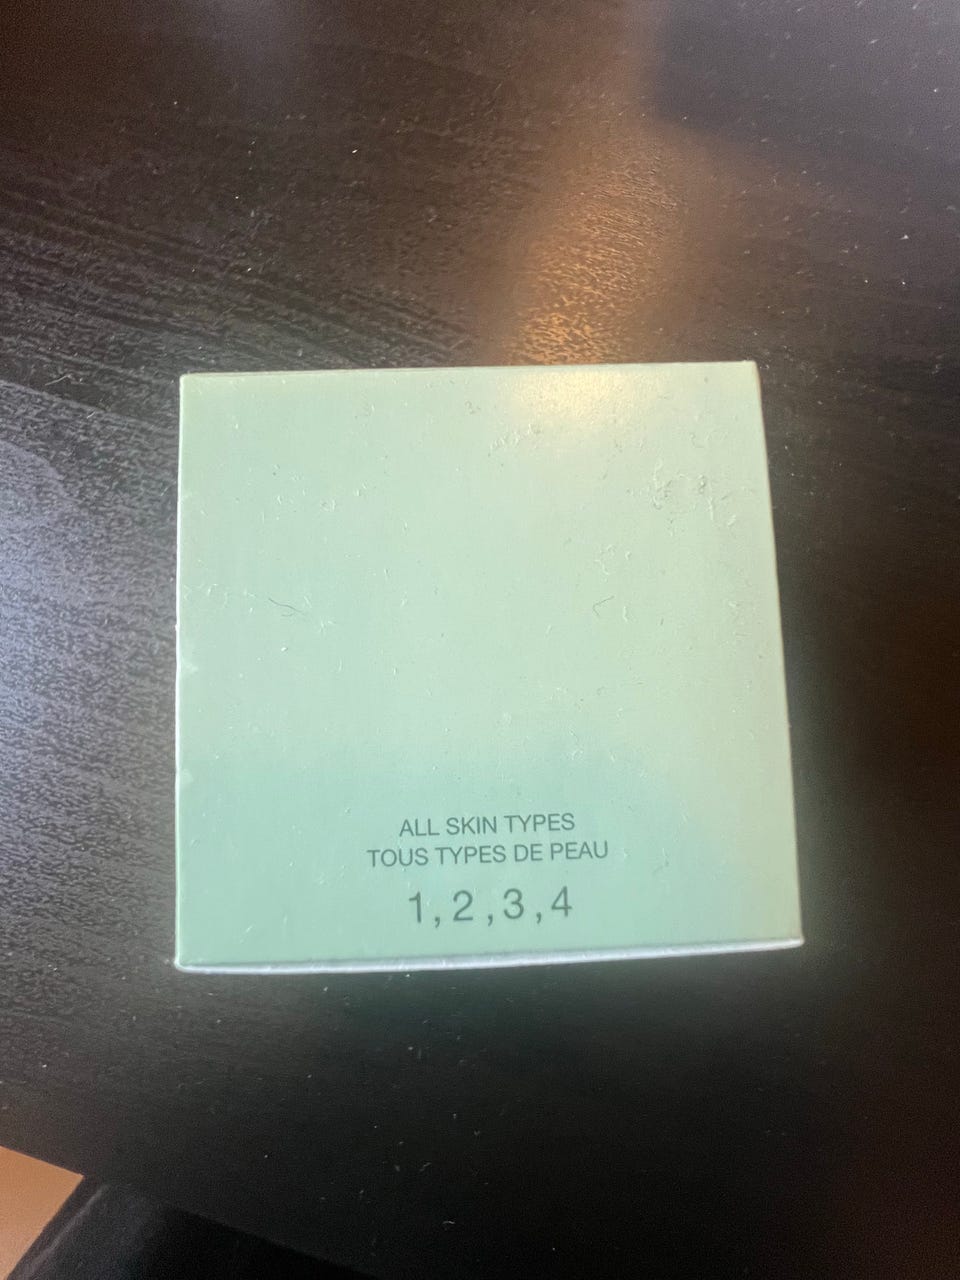 ALL SKIN TYPES
TOUS TYPES DE PEAU
1, 2, 3, 4